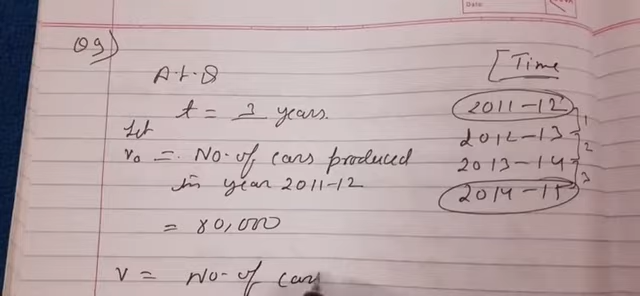 Date:
Q9)
A.T.Q
t = 3 years.
Let
V₀ = No. of cars produced
in year 2011-12
= 80,000
V = No. of cars
[Time
2011-12
2012-13
2013-14
2014-15
1
2
3